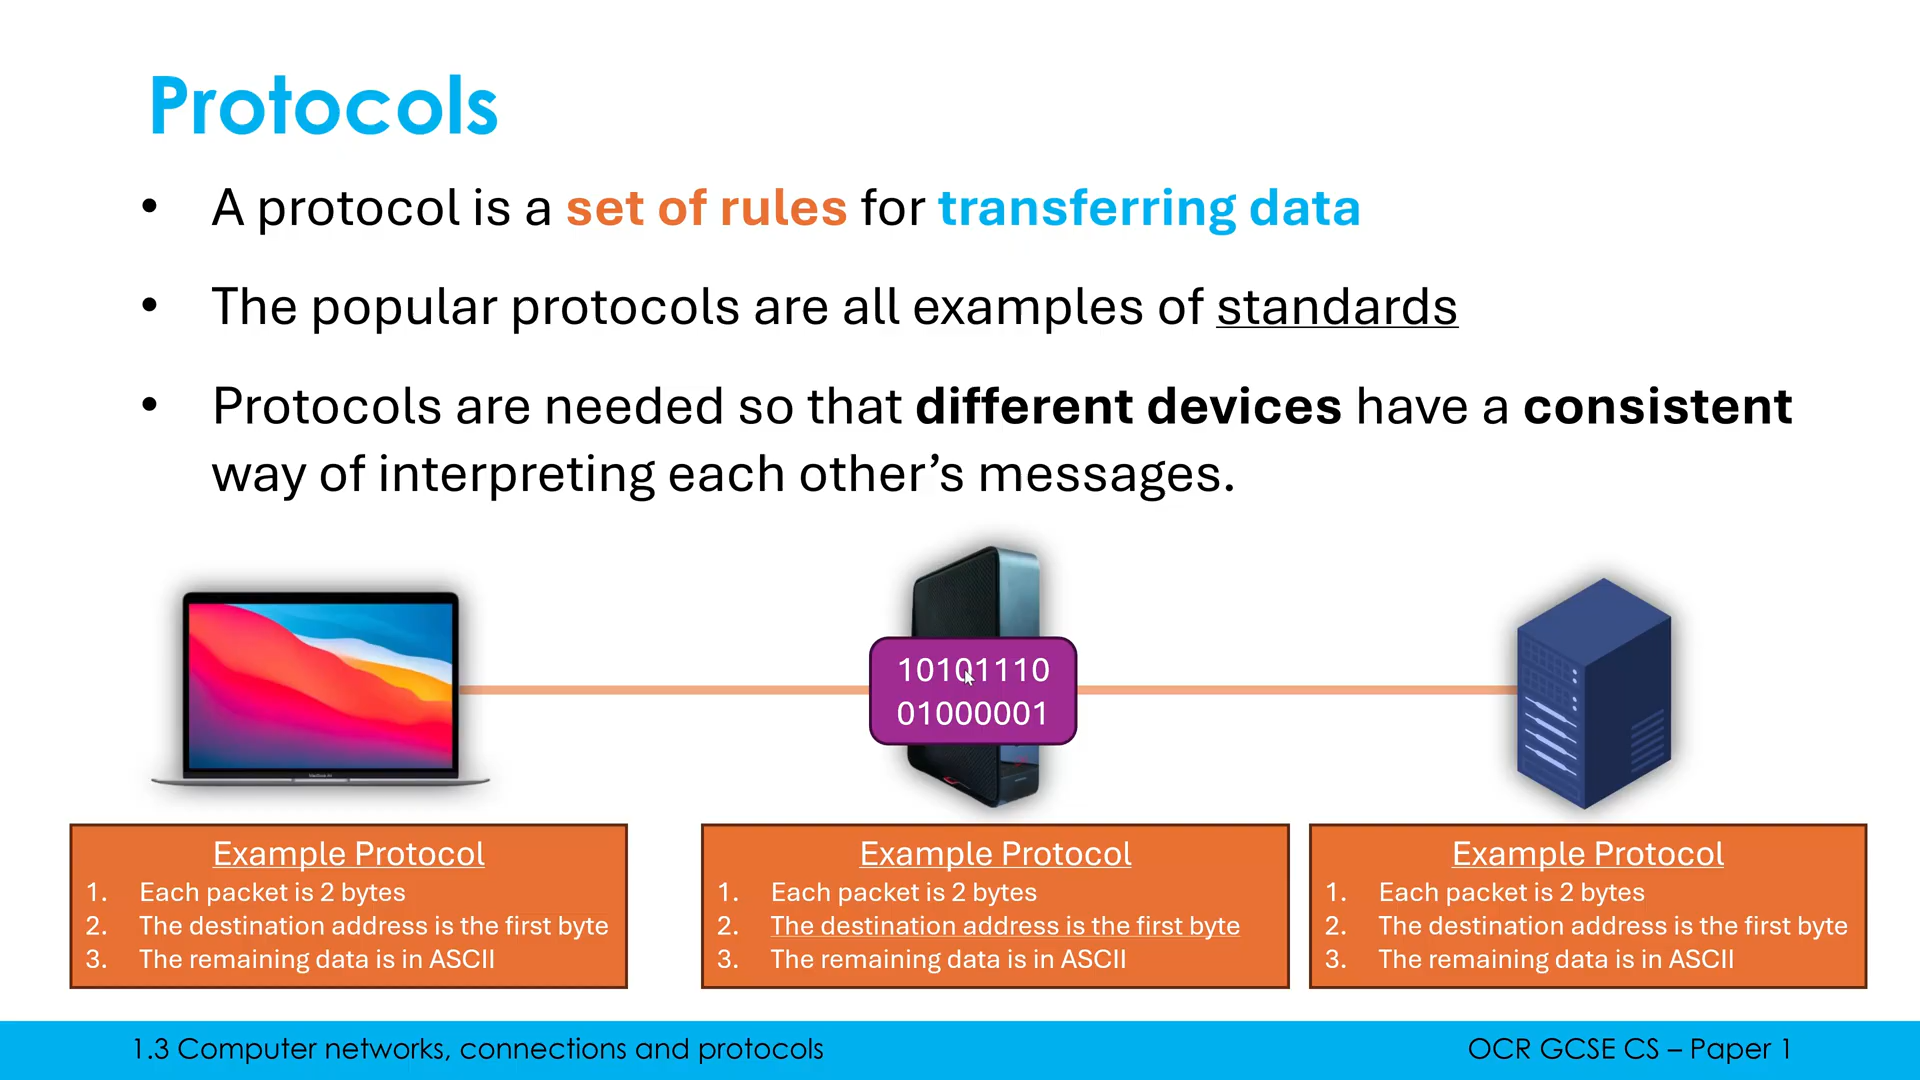 Protocols
• A protocol is a set of rules for transferring data
• The popular protocols are all examples of standards
• Protocols are needed so that different devices have a consistent
way of interpreting each other’s messages.
10101110
01000001
Example Protocol
1. Each packet is 2 bytes
2. The destination address is the first byte
3. The remaining data is in ASCII
Example Protocol
1. Each packet is 2 bytes
2. The destination address is the first byte
3. The remaining data is in ASCII
Example Protocol
1. Each packet is 2 bytes
2. The destination address is the first byte
3. The remaining data is in ASCII
1.3 Computer networks, connections and protocols
OCR GCSE CS – Paper 1